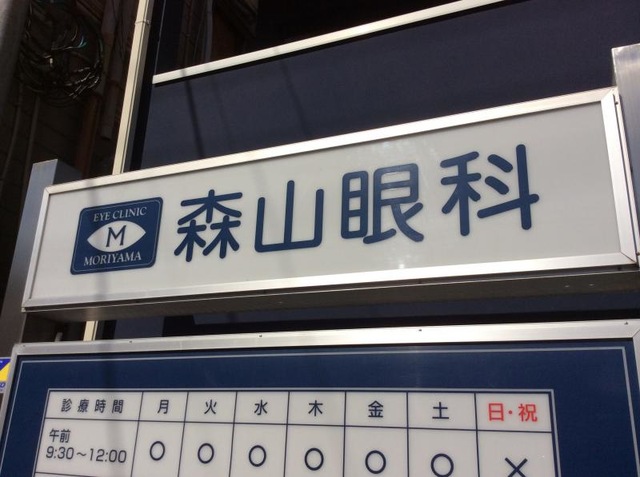 EYE CLINIC
M
MORIYAMA
森山眼科
診療時間 月 火 水 木 金 土 日・祝
午前
9:30～12:00 ○ ○ ○ ○ ○ ○ ×